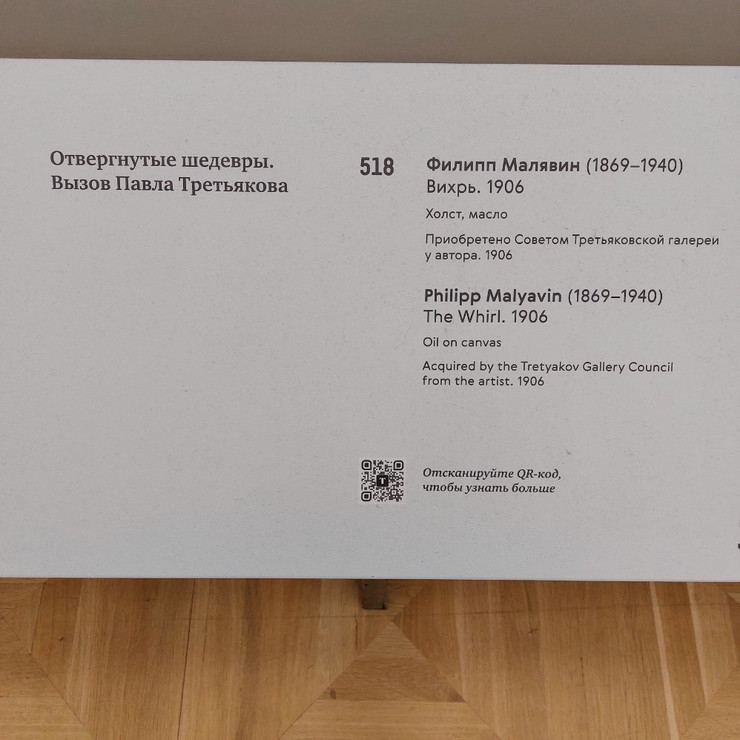 Отвергнутые шедевры.
Вызов Павла Третьякова
518
Филипп Малявин (1869–1940)
Вихрь. 1906
Холст, масло
Приобретено Советом Третьяковской галереи
у автора. 1906
Philipp Malyavin (1869–1940)
The Whirl. 1906
Oil on canvas
Acquired by the Tretyakov Gallery Council
from the artist. 1906
Отсканируйте QR-код,
чтобы узнать больше